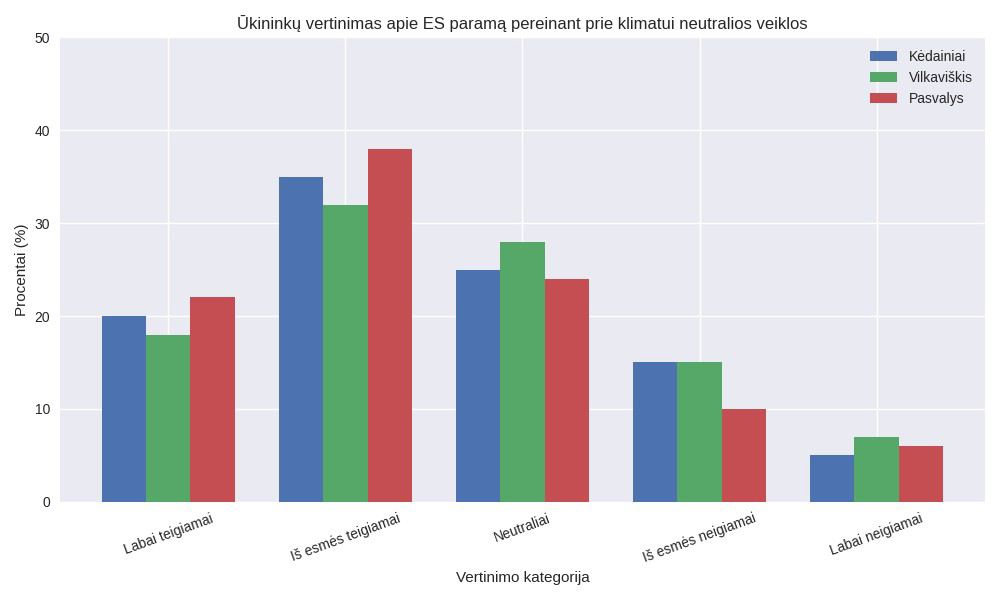 Ūkininkų vertinimas apie ES paramą pereinant prie klimatui neutralios veiklos
Kėdainiai
Vilkaviškis
Pasvalys
Procentai (%)
50
40
30
20
10
0
Labai teigiamai
Iš esmės teigiamai
Neutraliai
Iš esmės neigiamai
Labai neigiamai
Vertinimo kategorija